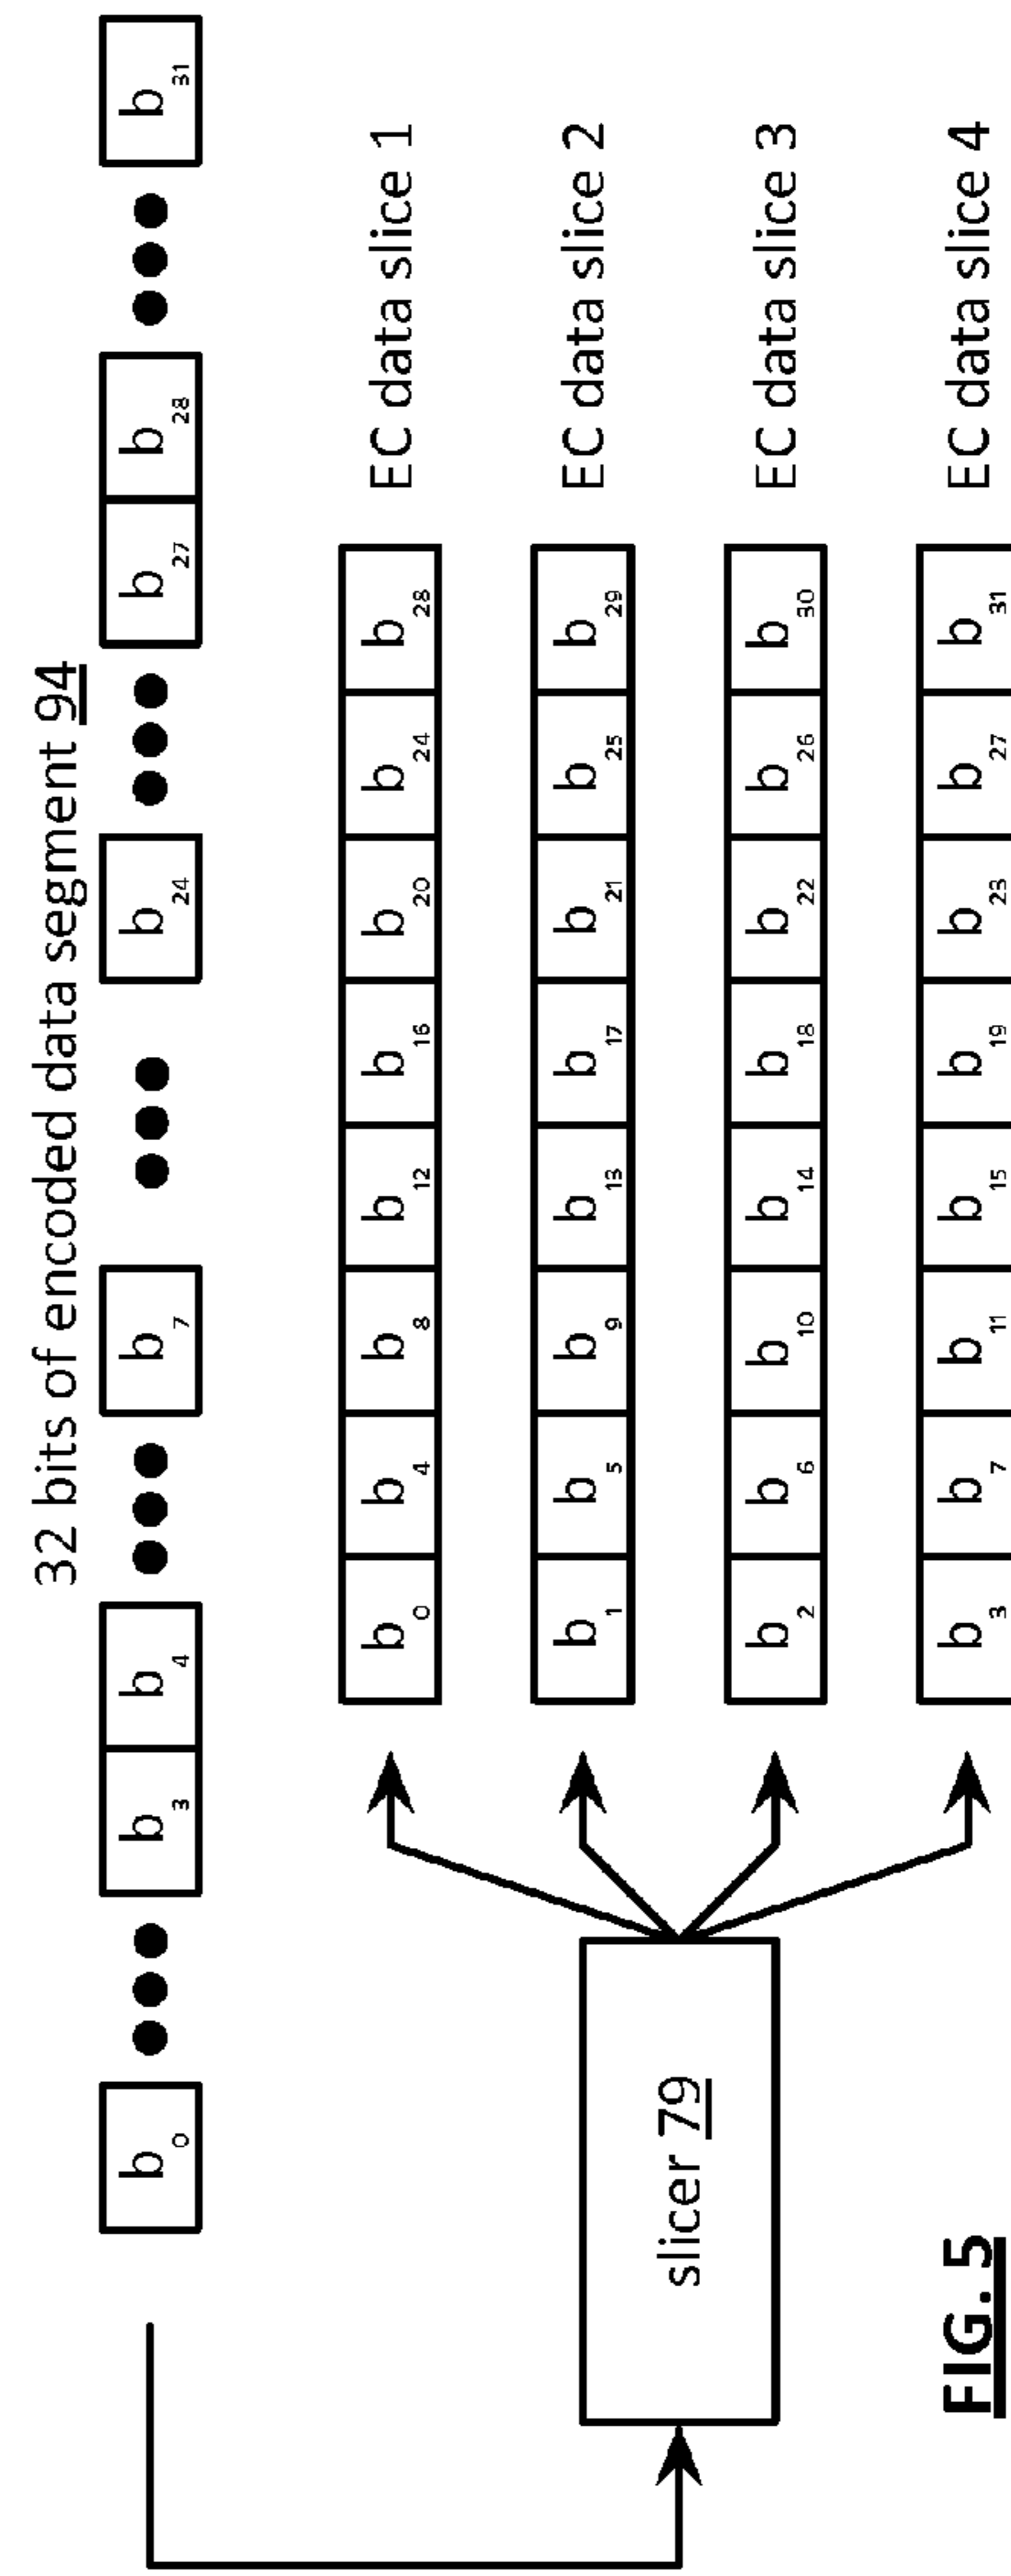 32 bits of encoded data segment 94
b0 ••• b3 b4 ••• b7 ••• b24 ••• b27 b28 ••• b31
b0 b4 b8 b12 b16 b20 b24 b28 EC data slice 1
b1 b5 b9 b13 b17 b21 b25 b29 EC data slice 2
slicer 79
b2 b6 b10 b14 b18 b22 b26 b30 EC data slice 3
b3 b7 b11 b15 b19 b23 b27 b31 EC data slice 4
FIG. 5